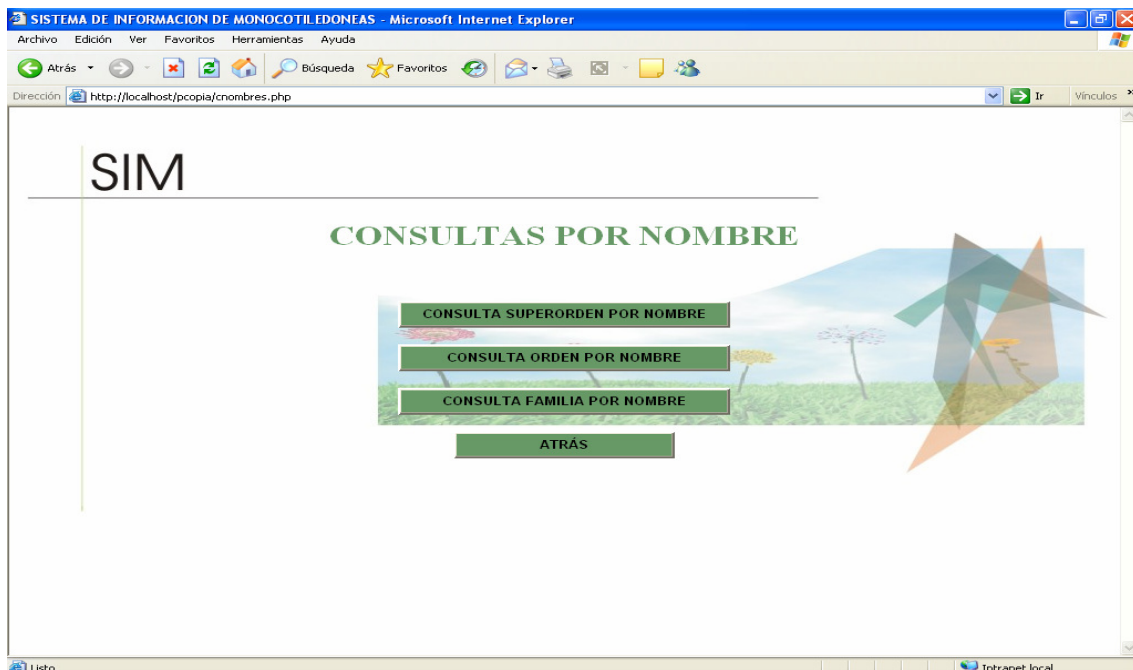 SISTEMA DE INFORMACION DE MONOCOTILEDONEAS - Microsoft Internet Explorer
Archivo Edición Ver Favoritos Herramientas Ayuda
Atrás Búsqueda Favoritos
Dirección http://localhost/pcopia/cnombres.php Ir Vínculos »
SIM
CONSULTAS POR NOMBRE
CONSULTA SUPERORDEN POR NOMBRE
CONSULTA ORDEN POR NOMBRE
CONSULTA FAMILIA POR NOMBRE
ATRÁS
Listo Intranet local